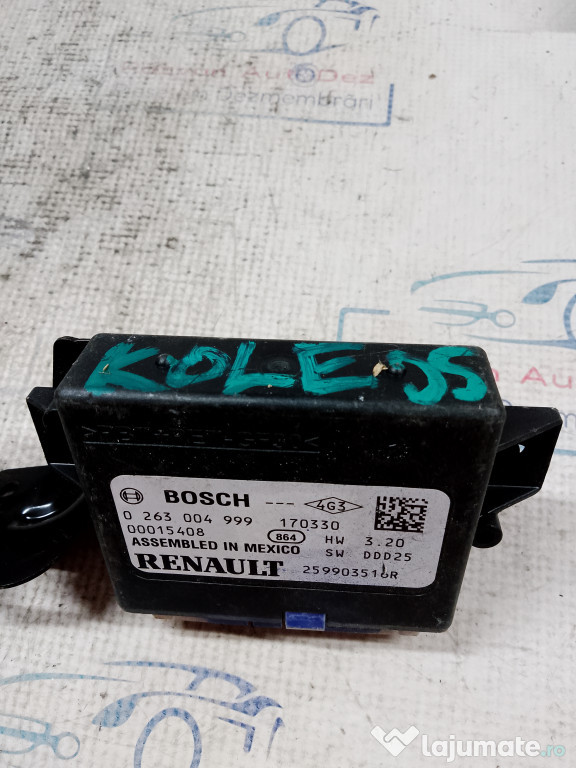 KOLEOS
BOSCH --- 4G3
0 263 004 999 170330
00015408 864 HW 3.20
ASSEMBLED IN MEXICO SW DDD25
RENAULT 259903516R
lajumate.ro